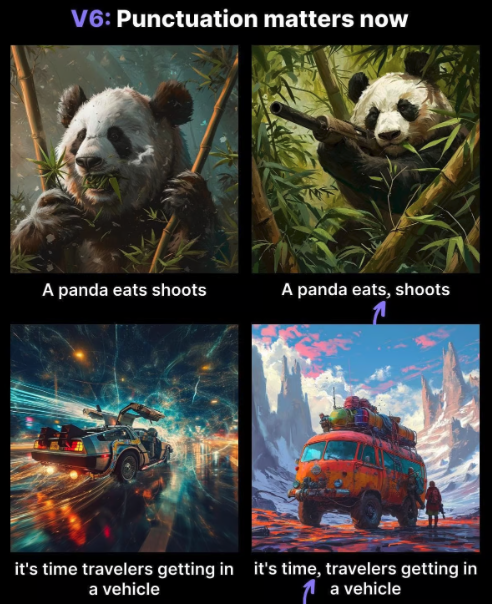 V6: Punctuation matters now
A panda eats shoots
A panda eats, shoots
it's time travelers getting in
a vehicle
it's time, travelers getting in
a vehicle